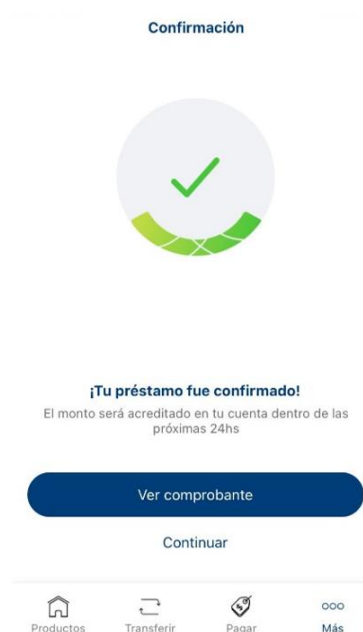 Confirmación
¡Tu préstamo fue confirmado!
El monto será acreditado en tu cuenta dentro de las
próximas 24hs
Ver comprobante
Continuar
Productos
Transferir
Pagar
Más